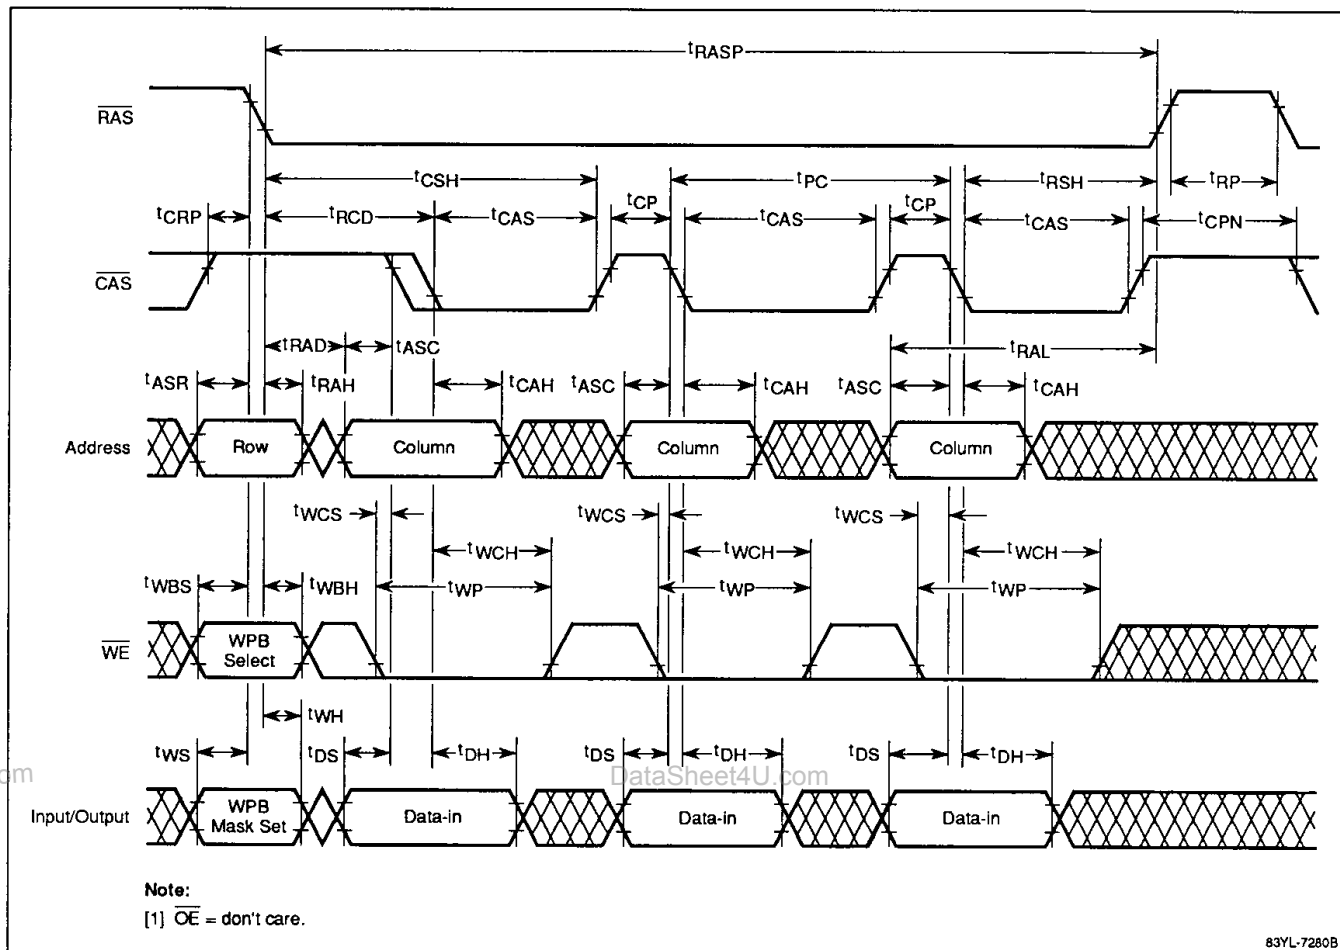 tRASP
RAS
tCSH
tPC
tRSH
tRP
tCRP
tRCD
tCAS
tCP
tCAS
tCP
tCAS
tCPN
CAS
tRAD
tASC
tRAL
tASR
tRAH
tCAH
tASC
tCAH
tASC
tCAH
Address
Row
Column
Column
Column
tWCS
tWCS
tWCS
tWCH
tWCH
tWCH
tWBS
tWBH
tWP
tWP
tWP
WE
WPB
Select
tWH
tWS
tDS
tDH
tDS
tDH
tDS
tDH
om
DataSheet4U.com
Input/Output
WPB
Mask Set
Data-in
Data-in
Data-in
Note:
[1] OE = don't care.
83YL-7280B